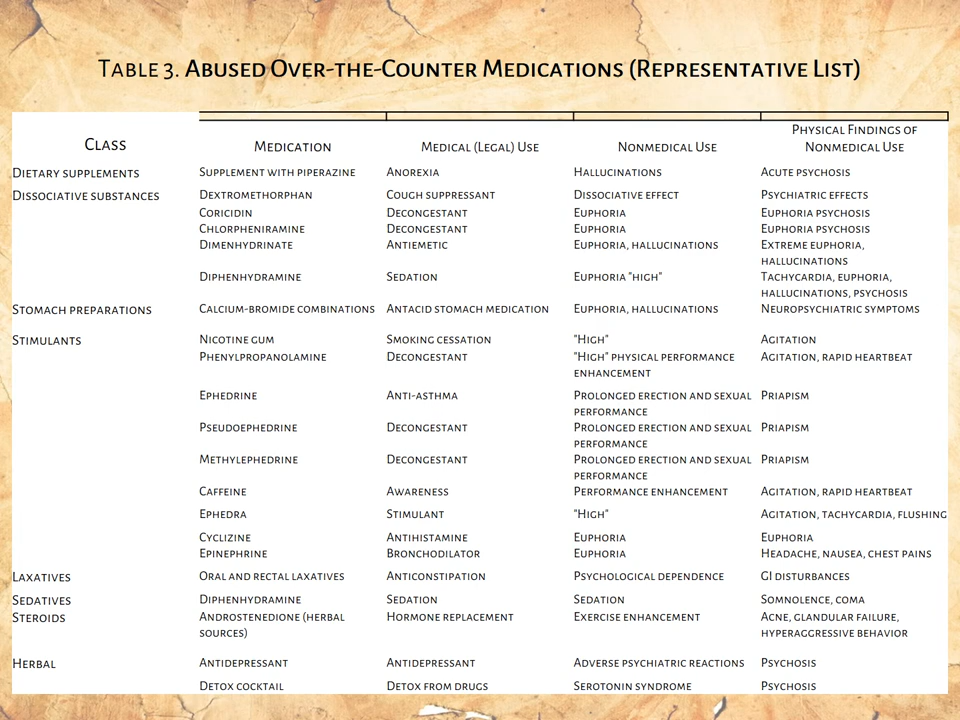 Table 3. Abused Over-the-Counter Medications (Representative List)
Class Medication Medical (Legal) Use Nonmedical Use Physical Findings of Nonmedical Use
Dietary supplements Supplement with piperazine Anorexia Hallucinations Acute psychosis
Dissociative substances Dextromethorphan Cough suppressant Dissociative effect Psychiatric effects
Coricidin Decongestant Euphoria Euphoria psychosis
Chlorpheniramine Decongestant Euphoria Euphoria psychosis
Dimenhydrinate Antiemetic Euphoria, hallucinations Extreme euphoria,
hallucinations
Diphenhydramine Sedation Euphoria "high" Tachycardia, euphoria,
hallucinations, psychosis
Stomach preparations Calcium-bromide combinations Antacid stomach medication Euphoria, hallucinations Neuropsychiatric symptoms
Stimulants Nicotine gum Smoking cessation "High" Agitation
Phenylpropanolamine Decongestant "High" physical performance Agitation, rapid heartbeat
enhancement
Ephedrine Anti-asthma Prolonged erection and sexual Priapism
performance
Pseudoephedrine Decongestant Prolonged erection and sexual Priapism
performance
Methylephedrine Decongestant Prolonged erection and sexual Priapism
performance
Caffeine Awareness Performance enhancement Agitation, rapid heartbeat
Ephedra Stimulant "High" Agitation, tachycardia, flushing
Cyclizine Antihistamine Euphoria Euphoria
Epinephrine Bronchodilator Euphoria Headache, nausea, chest pains
Laxatives Oral and rectal laxatives Anticonstipation Psychological dependence GI disturbances
Sedatives Diphenhydramine Sedation Sedation Somnolence, coma
Steroids Androstenedione (herbal Hormone replacement Exercise enhancement Acne, glandular failure,
sources) hyperaggressive behavior
Herbal Antidepressant Antidepressant Adverse psychiatric reactions Psychosis
Detox cocktail Detox from drugs Serotonin syndrome Psychosis